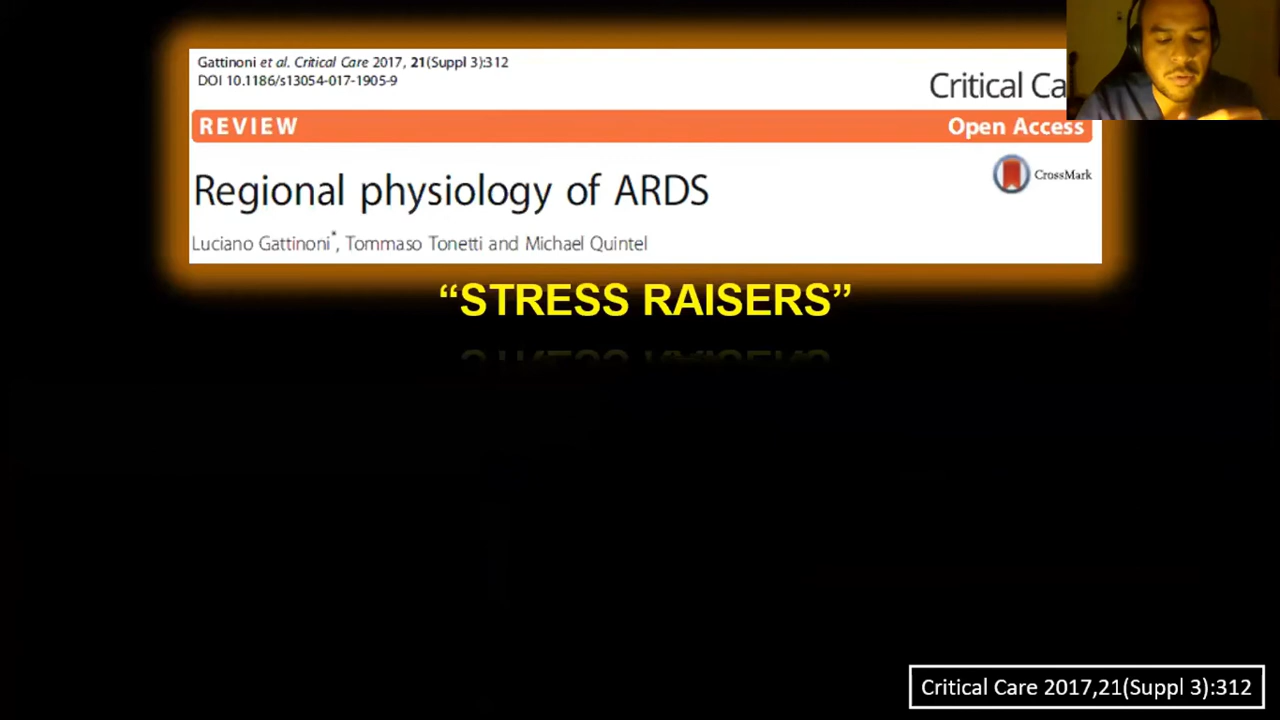 Gattinoni et al. Critical Care 2017, 21(Suppl 3):312
DOI 10.1186/s13054-017-1905-9
Critical Ca
REVIEW Open Access
CrossMark
Regional physiology of ARDS
Luciano Gattinoni*, Tommaso Tonetti and Michael Quintel
“STRESS RAISERS”
Critical Care 2017,21(Suppl 3):312